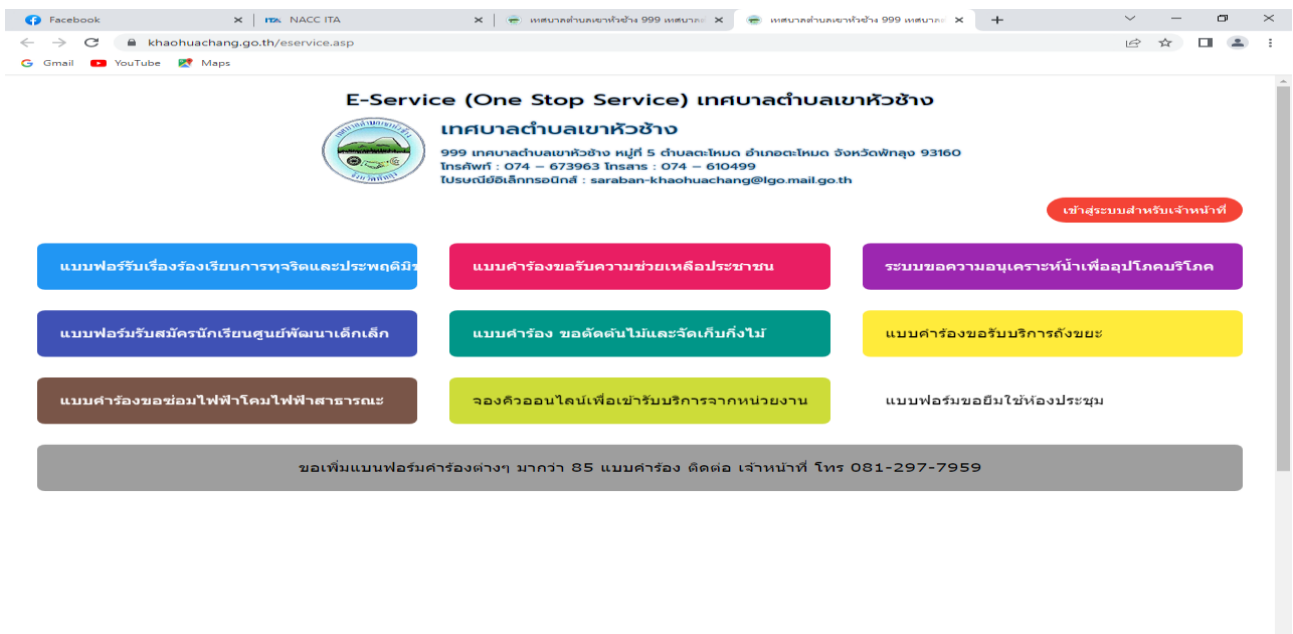 Facebook
NACC ITA
เทศบาลตำบลเขาหัวช้าง 999 เทศบาล
เทศบาลตำบลเขาหัวช้าง 999 เทศบาล
khaohuachang.go.th/eservice.asp
Gmail YouTube Maps
E-Service (One Stop Service) เทศบาลตำบลเขาหัวช้าง
เทศบาลตำบลเขาหัวช้าง
999 เทศบาลตำบลเขาหัวช้าง หมู่ที่ 5 ตำบลตะโหมด อำเภอตะโหมด จังหวัดพัทลุง 93160
โทรศัพท์ : 074 – 673963 โทรสาร : 074 – 610499
ไปรษณีย์อิเล็กทรอนิกส์ : saraban-khaohuachang@lgo.mail.go.th
เข้าสู่ระบบสำหรับเจ้าหน้าที่
แบบฟอร์รับเรื่องร้องเรียนการทุจริตและประพฤติมิช
แบบคำร้องขอรับความช่วยเหลือประชาชน
ระบบขอความอนุเคราะห์น้ำเพื่ออุปโภคบริโภค
แบบฟอร์มรับสมัครนักเรียนศูนย์พัฒนาเด็กเล็ก
แบบคำร้อง ขอตัดต้นไม้และจัดเก็บกิ่งไม้
แบบคำร้องขอรับบริการถังขยะ
แบบคำร้องขอซ่อมไฟฟ้าโคมไฟฟ้าสาธารณะ
จองคิวออนไลน์เพื่อเข้ารับบริการจากหน่วยงาน
แบบฟอร์มขอยืมใช้ห้องประชุม
ขอเพิ่มแบนฟอร์มคำร้องต่างๆ มากว่า 85 แบบคำร้อง ติดต่อ เจ้าหน้าที่ โทร 081-297-7959